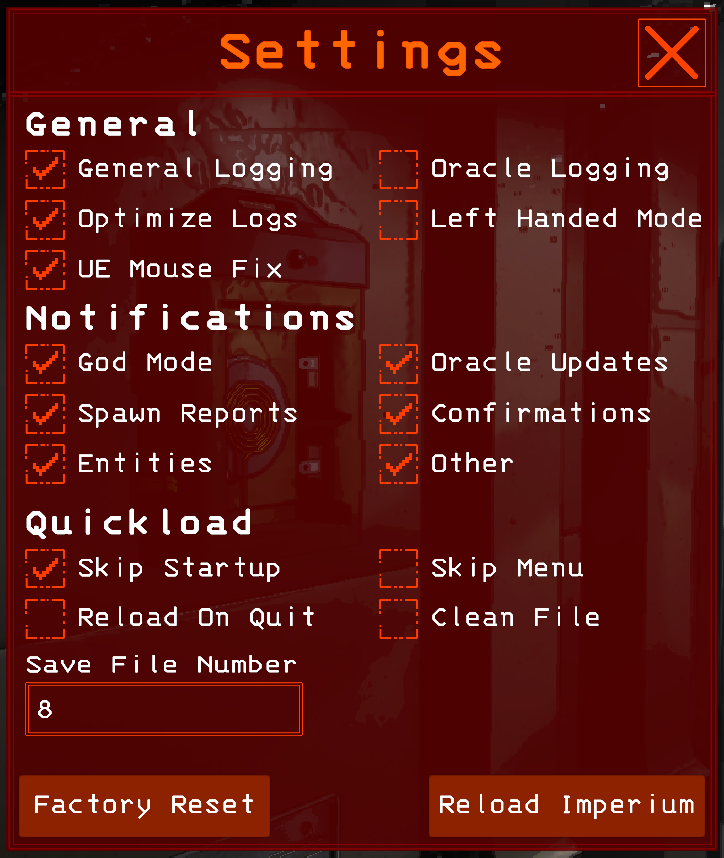 Settings
General
General Logging Oracle Logging
Optimize Logs Left Handed Mode
UE Mouse Fix
Notifications
God Mode Oracle Updates
Spawn Reports Confirmations
Entities Other
Quickload
Skip Startup Skip Menu
Reload On Quit Clean File
Save File Number
8
Factory Reset Reload Imperium